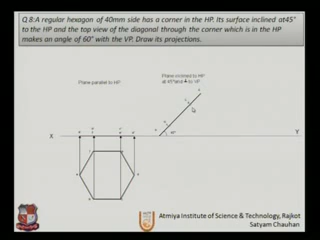 Q 8:A regular hexagon of 40mm side has a corner in the HP. Its surface inclined at45°
to the HP and the top view of the diagonal through the corner which is in the HP
makes an angle of 60° with the VP. Draw its projections.
Plane parallel to HP
Plane inclined to HP
at 45° and ⊥ to VP
X
45°
Y
Atmiya Institute of Science & Technology, Rajkot
Satyam Chauhan